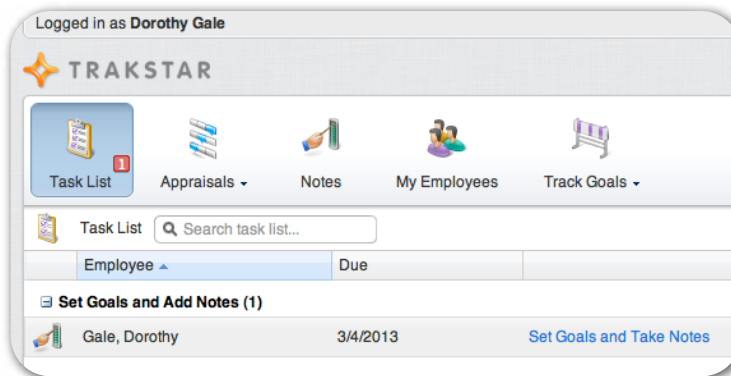 Logged in as Dorothy Gale
TRAKSTAR
1
Task List Appraisals Notes My Employees Track Goals
Task List Search task list...
Employee Due
Set Goals and Add Notes (1)
Gale, Dorothy 3/4/2013 Set Goals and Take Notes